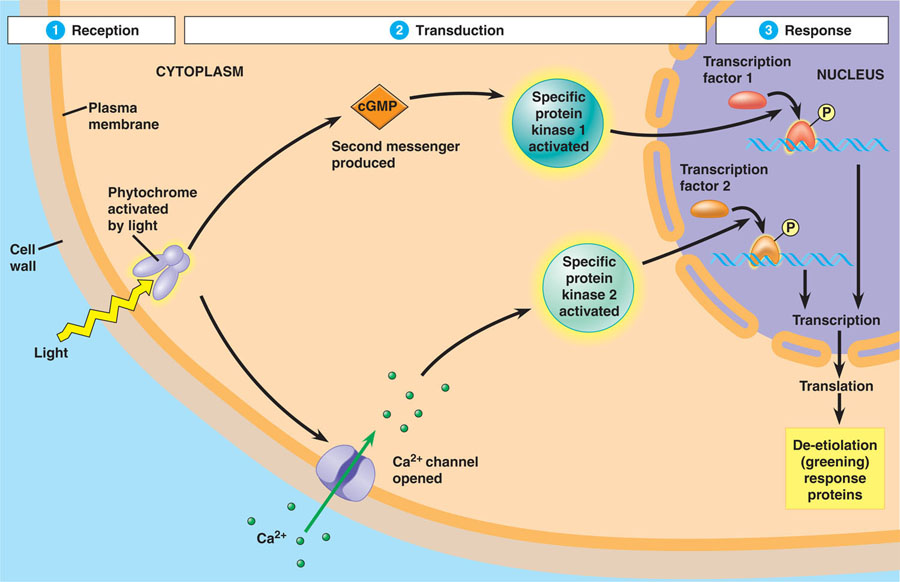 1 Reception
2 Transduction
3 Response
CYTOPLASM
NUCLEUS
Plasma
membrane
Cell
wall
Phytochrome
activated
by light
Light
cGMP
Second messenger
produced
Specific
protein
kinase 1
activated
Transcription
factor 1
P
Transcription
factor 2
P
Specific
protein
kinase 2
activated
Ca2+ channel
opened
Ca2+
Transcription
Translation
De-etiolation
(greening)
response
proteins